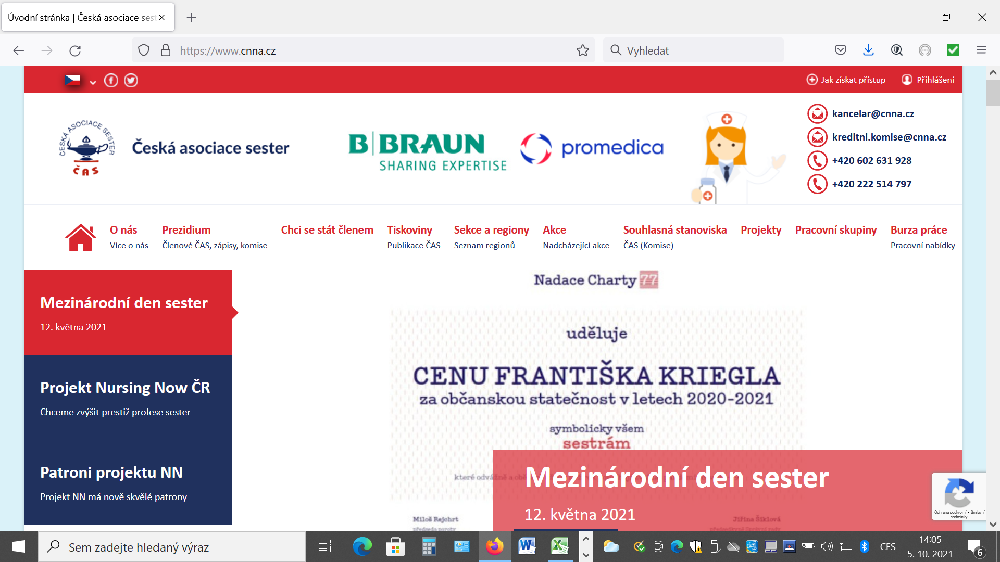 Úvodní stránka | Česká asociace sest
https://www.cnna.cz
Vyhledat
Jak získat přístup
Přihlášení
ČESKÁ ASOCIACE SESTER
ČAS
Česká asociace sester
B|BRAUN
SHARING EXPERTISE
promedica
kancelar@cnna.cz
kreditni.komise@cnna.cz
+420 602 631 928
+420 222 514 797
O nás
Více o nás
Prezidium
Členové ČAS, zápisy, komise
Chci se stát členem
Tiskoviny
Publikace ČAS
Sekce a regiony
Seznam regionů
Akce
Nadcházející akce
Souhlasná stanoviska
ČAS (Komise)
Projekty
Pracovní skupiny
Burza práce
Pracovní nabídky
Mezinárodní den sester
12. května 2021
Projekt Nursing Now ČR
Chceme zvýšit prestiž profese sester
Patroni projektu NN
Projekt NN má nově skvělé patrony
Nadace Charty 77
uděluje
CENU FRANTIŠKA KRIEGLA
za občanskou statečnost v letech 2020-2021
symbolicky všem
sestrám
které odvážně a
Mezinárodní den sester
12. května 2021
Miloš Rejchrt
předseda poroty
Jiřina Šiklová
předsedkyně Správní rady
Ochrana soukromí - Smluvní
podmínky
Sem zadejte hledaný výraz
CES
14:05
5. 10. 2021
6